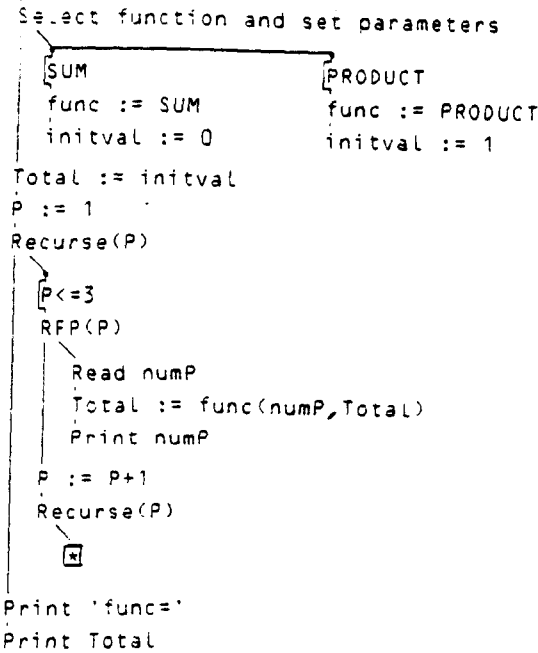 Select function and set parameters
SUM PRODUCT
func := SUM func := PRODUCT
initval := 0 initval := 1
Total := initval
P := 1
Recurse(P)
P<=3
RFP(P)
Read numP
Total := func(numP,Total)
Print numP
P := P+1
Recurse(P)
*
Print 'func='
Print Total